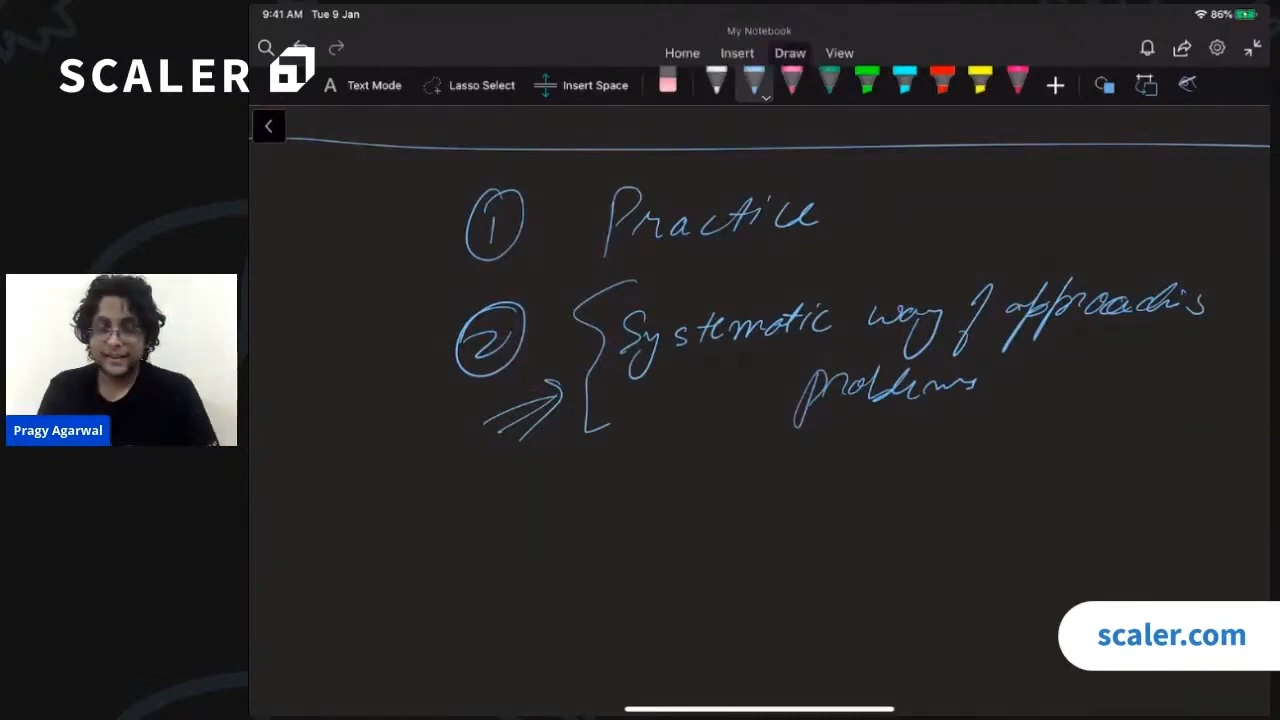 9:41 AM Tue 9 Jan
86%
My Notebook
SCALER
Home Insert Draw View
A Text Mode Lasso Select Insert Space
1 Practice
2 Systematic way of approachis
problems
Pragy Agarwal
scaler.com